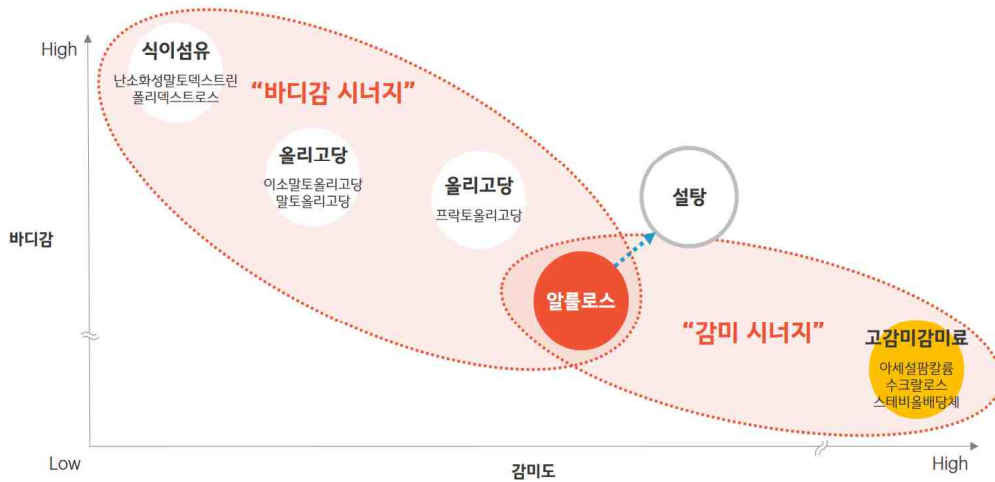 High
식이섬유
난소화성말토덱스트린
폴리덱스트로스
“바디감 시너지”
올리고당
이소말토올리고당
말토올리고당
올리고당
프락토올리고당
설탕
바디감
알룰로스
“감미 시너지”
고감미감미료
아세설팜칼륨
수크랄로스
스테비올배당체
Low
감미도
High